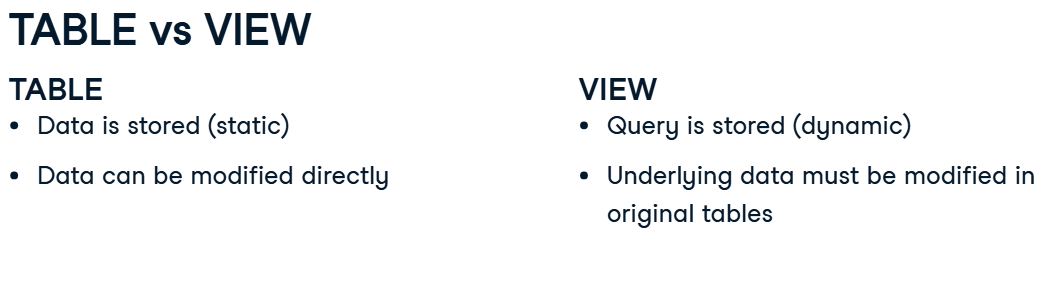 TABLE vs VIEW
TABLE
• Data is stored (static)
• Data can be modified directly
VIEW
• Query is stored (dynamic)
• Underlying data must be modified in
original tables